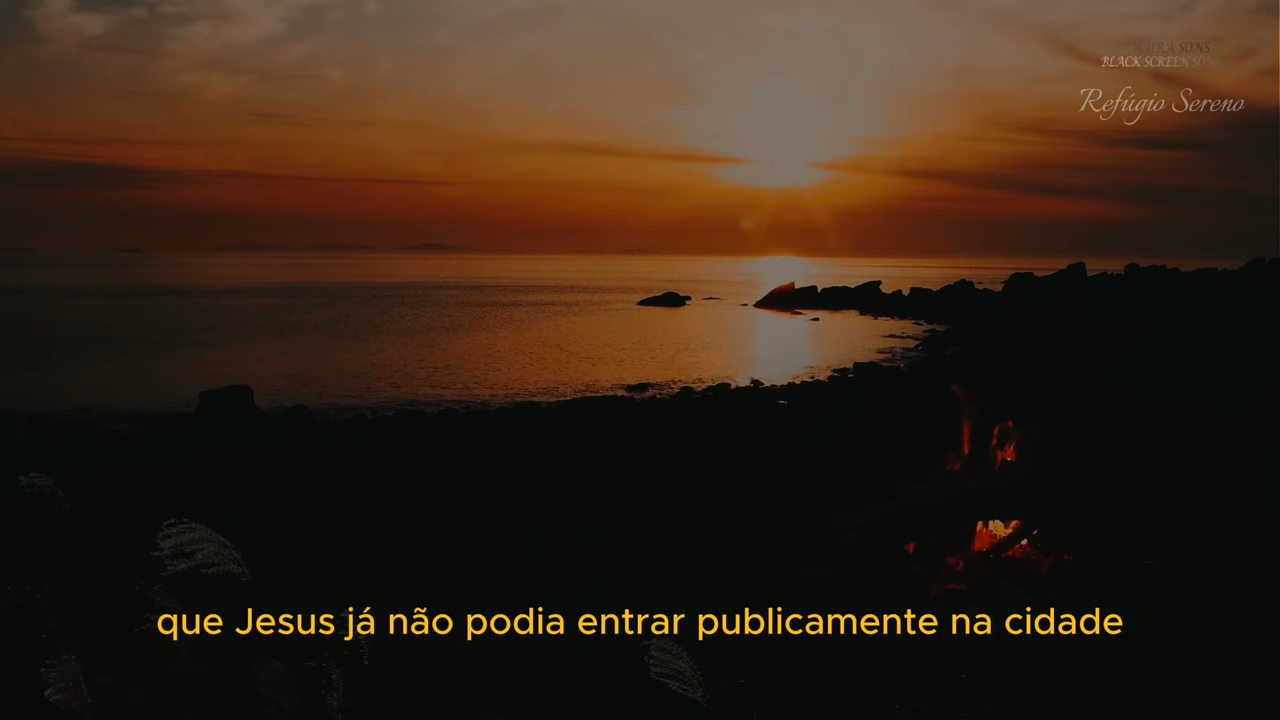 BLACK SCREEN
Refúgio Sereno
que Jesus já não podia entrar publicamente na cidade